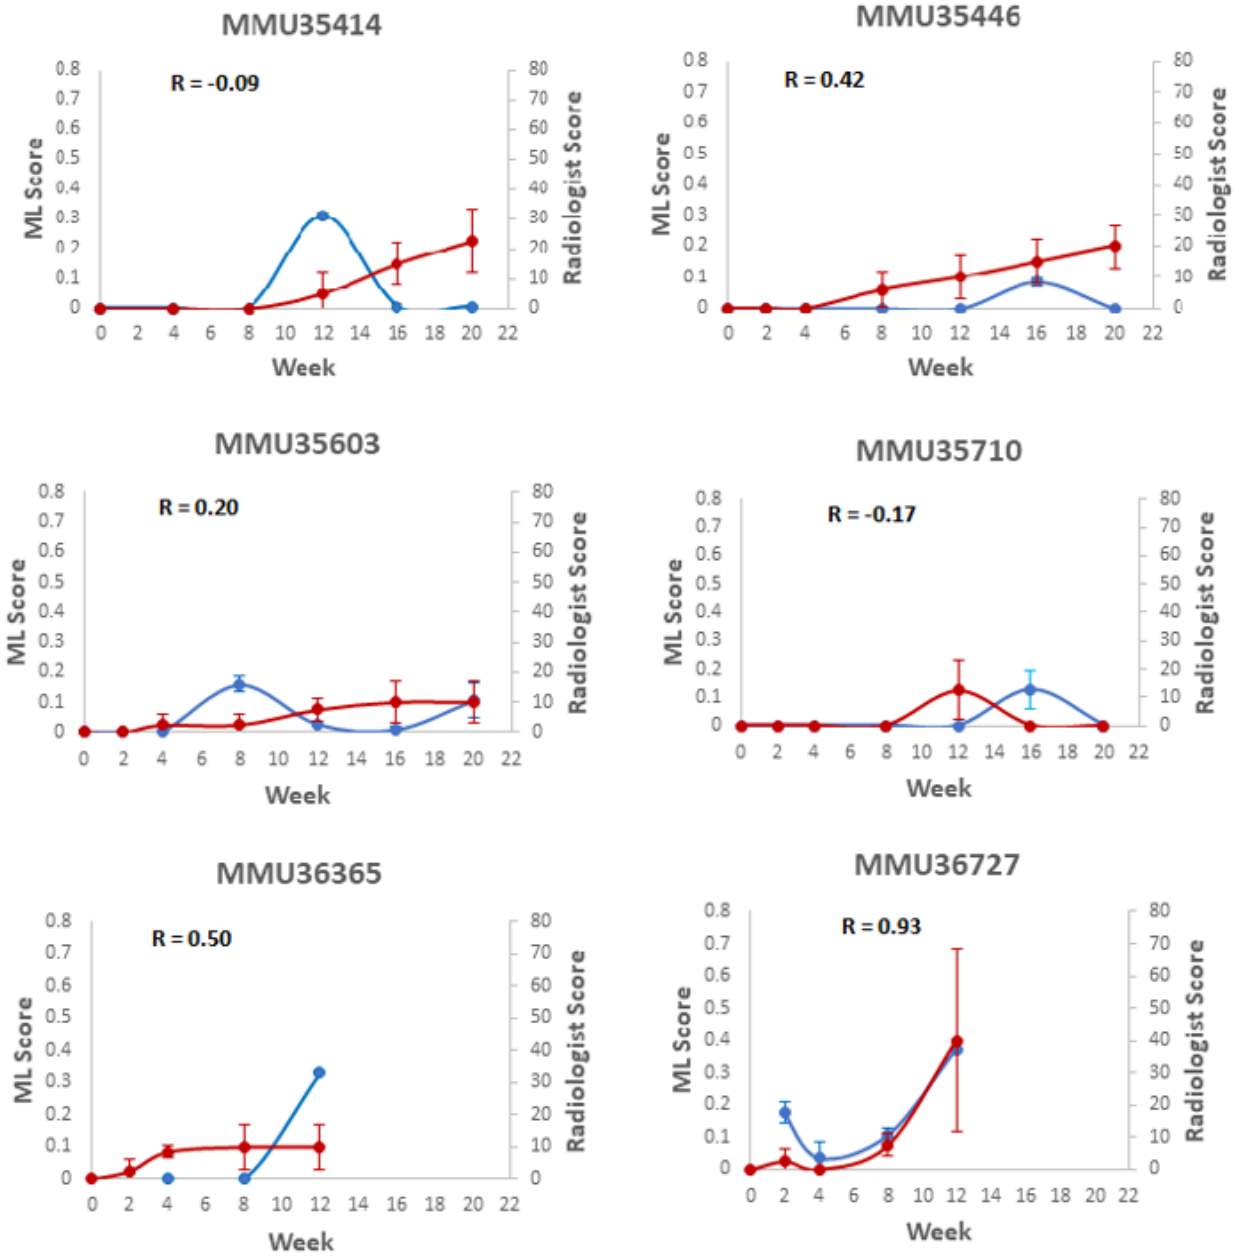 MMU35414
R = -0.09
0.8 0.7 0.6 0.5 0.4 0.3 0.2 0.1 0
ML Score
80 70 60 50 40 30 20 10 0
Radiologist Score
0 2 4 6 8 10 12 14 16 18 20 22
Week
MMU35446
R = 0.42
0.8 0.7 0.6 0.5 0.4 0.3 0.2 0.1 0
ML Score
80 70 60 50 40 30 20 10 0
Radiologist Score
0 2 4 6 8 10 12 14 16 18 20 22
Week
MMU35603
R = 0.20
0.8 0.7 0.6 0.5 0.4 0.3 0.2 0.1 0
ML Score
80 70 60 50 40 30 20 10 0
Radiologist Score
0 2 4 6 8 10 12 14 16 18 20 22
Week
MMU35710
R = -0.17
0.8 0.7 0.6 0.5 0.4 0.3 0.2 0.1 0
ML Score
80 70 60 50 40 30 20 10 0
Radiologist Score
0 2 4 6 8 10 12 14 16 18 20 22
Week
MMU36365
R = 0.50
0.8 0.7 0.6 0.5 0.4 0.3 0.2 0.1 0
ML Score
80 70 60 50 40 30 20 10 0
Radiologist Score
0 2 4 6 8 10 12 14 16 18 20 22
Week
MMU36727
R = 0.93
0.8 0.7 0.6 0.5 0.4 0.3 0.2 0.1 0
ML Score
80 70 60 50 40 30 20 10 0
Radiologist Score
0 2 4 6 8 10 12 14 16 18 20 22
Week